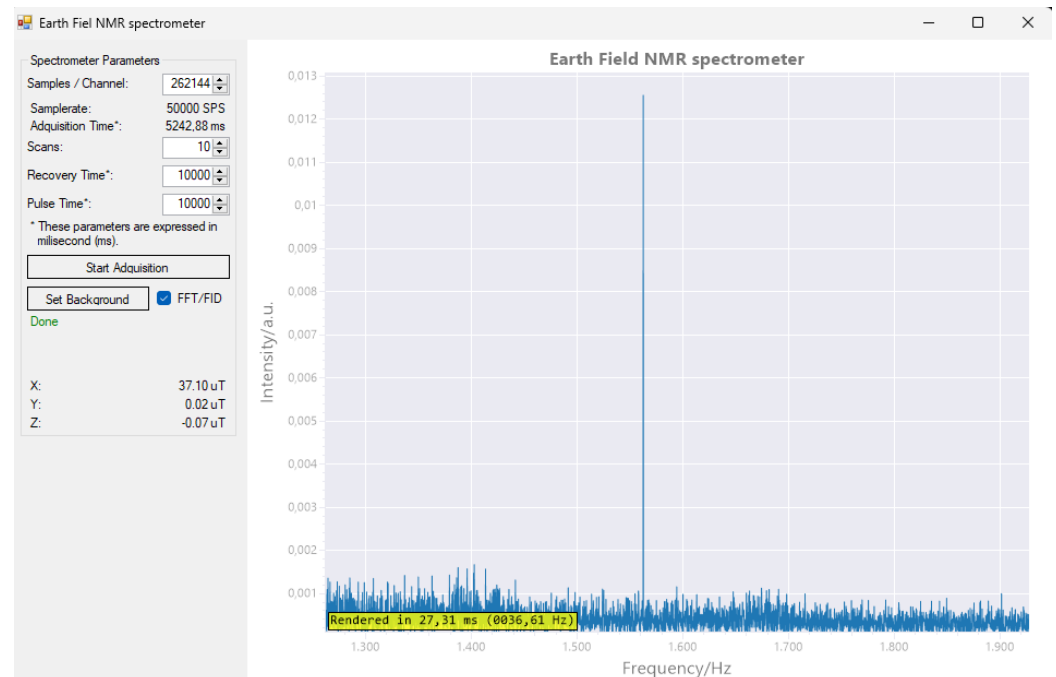 Earth Fiel NMR spectrometer
Spectrometer Parameters
Samples / Channel: 262144
Samplerate: 50000 SPS
Adquisition Time*: 5242,88 ms
Scans: 10
Recovery Time*: 10000
Pulse Time*: 10000
* These parameters are expressed in
milisecond (ms).
Start Adquisition
Set Background FFT/FID
Done
X: 37.10 uT
Y: 0.02 uT
Z: -0.07 uT
Earth Field NMR spectrometer
0,013
0,012
0,011
0,01
0,009
0,008
0,007
0,006
0,005
0,004
0,003
0,002
0,001
Intensity/a.u.
Rendered in 27,31 ms (0036,61 Hz)
1.300 1.400 1.500 1.600 1.700 1.800 1.900
Frequency/Hz